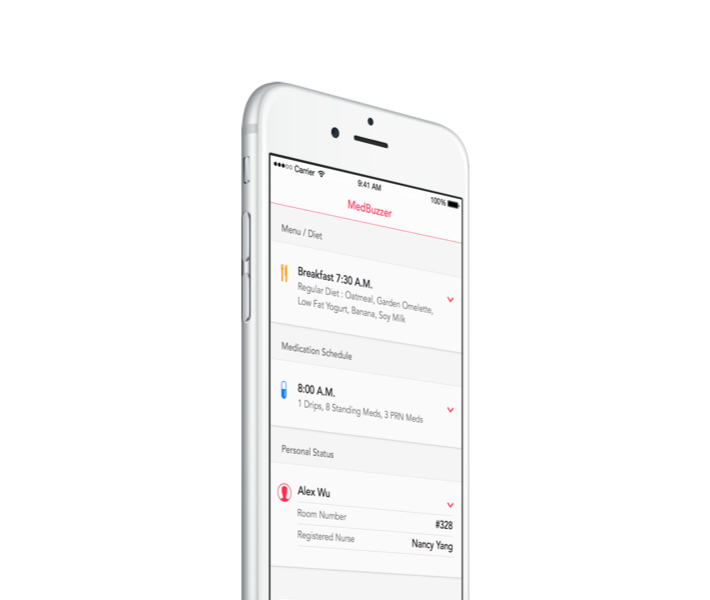 Carrier 9:41 AM 100%
MedBuzzer
Menu / Diet
Breakfast 7:30 A.M.
Regular Diet : Oatmeal, Garden Omelette,
Low Fat Yogurt, Banana, Soy Milk
Medication Schedule
8:00 A.M.
1 Drips, 8 Standing Meds, 3 PRN Meds
Personal Status
Alex Wu
Room Number #328
Registered Nurse Nancy Yang